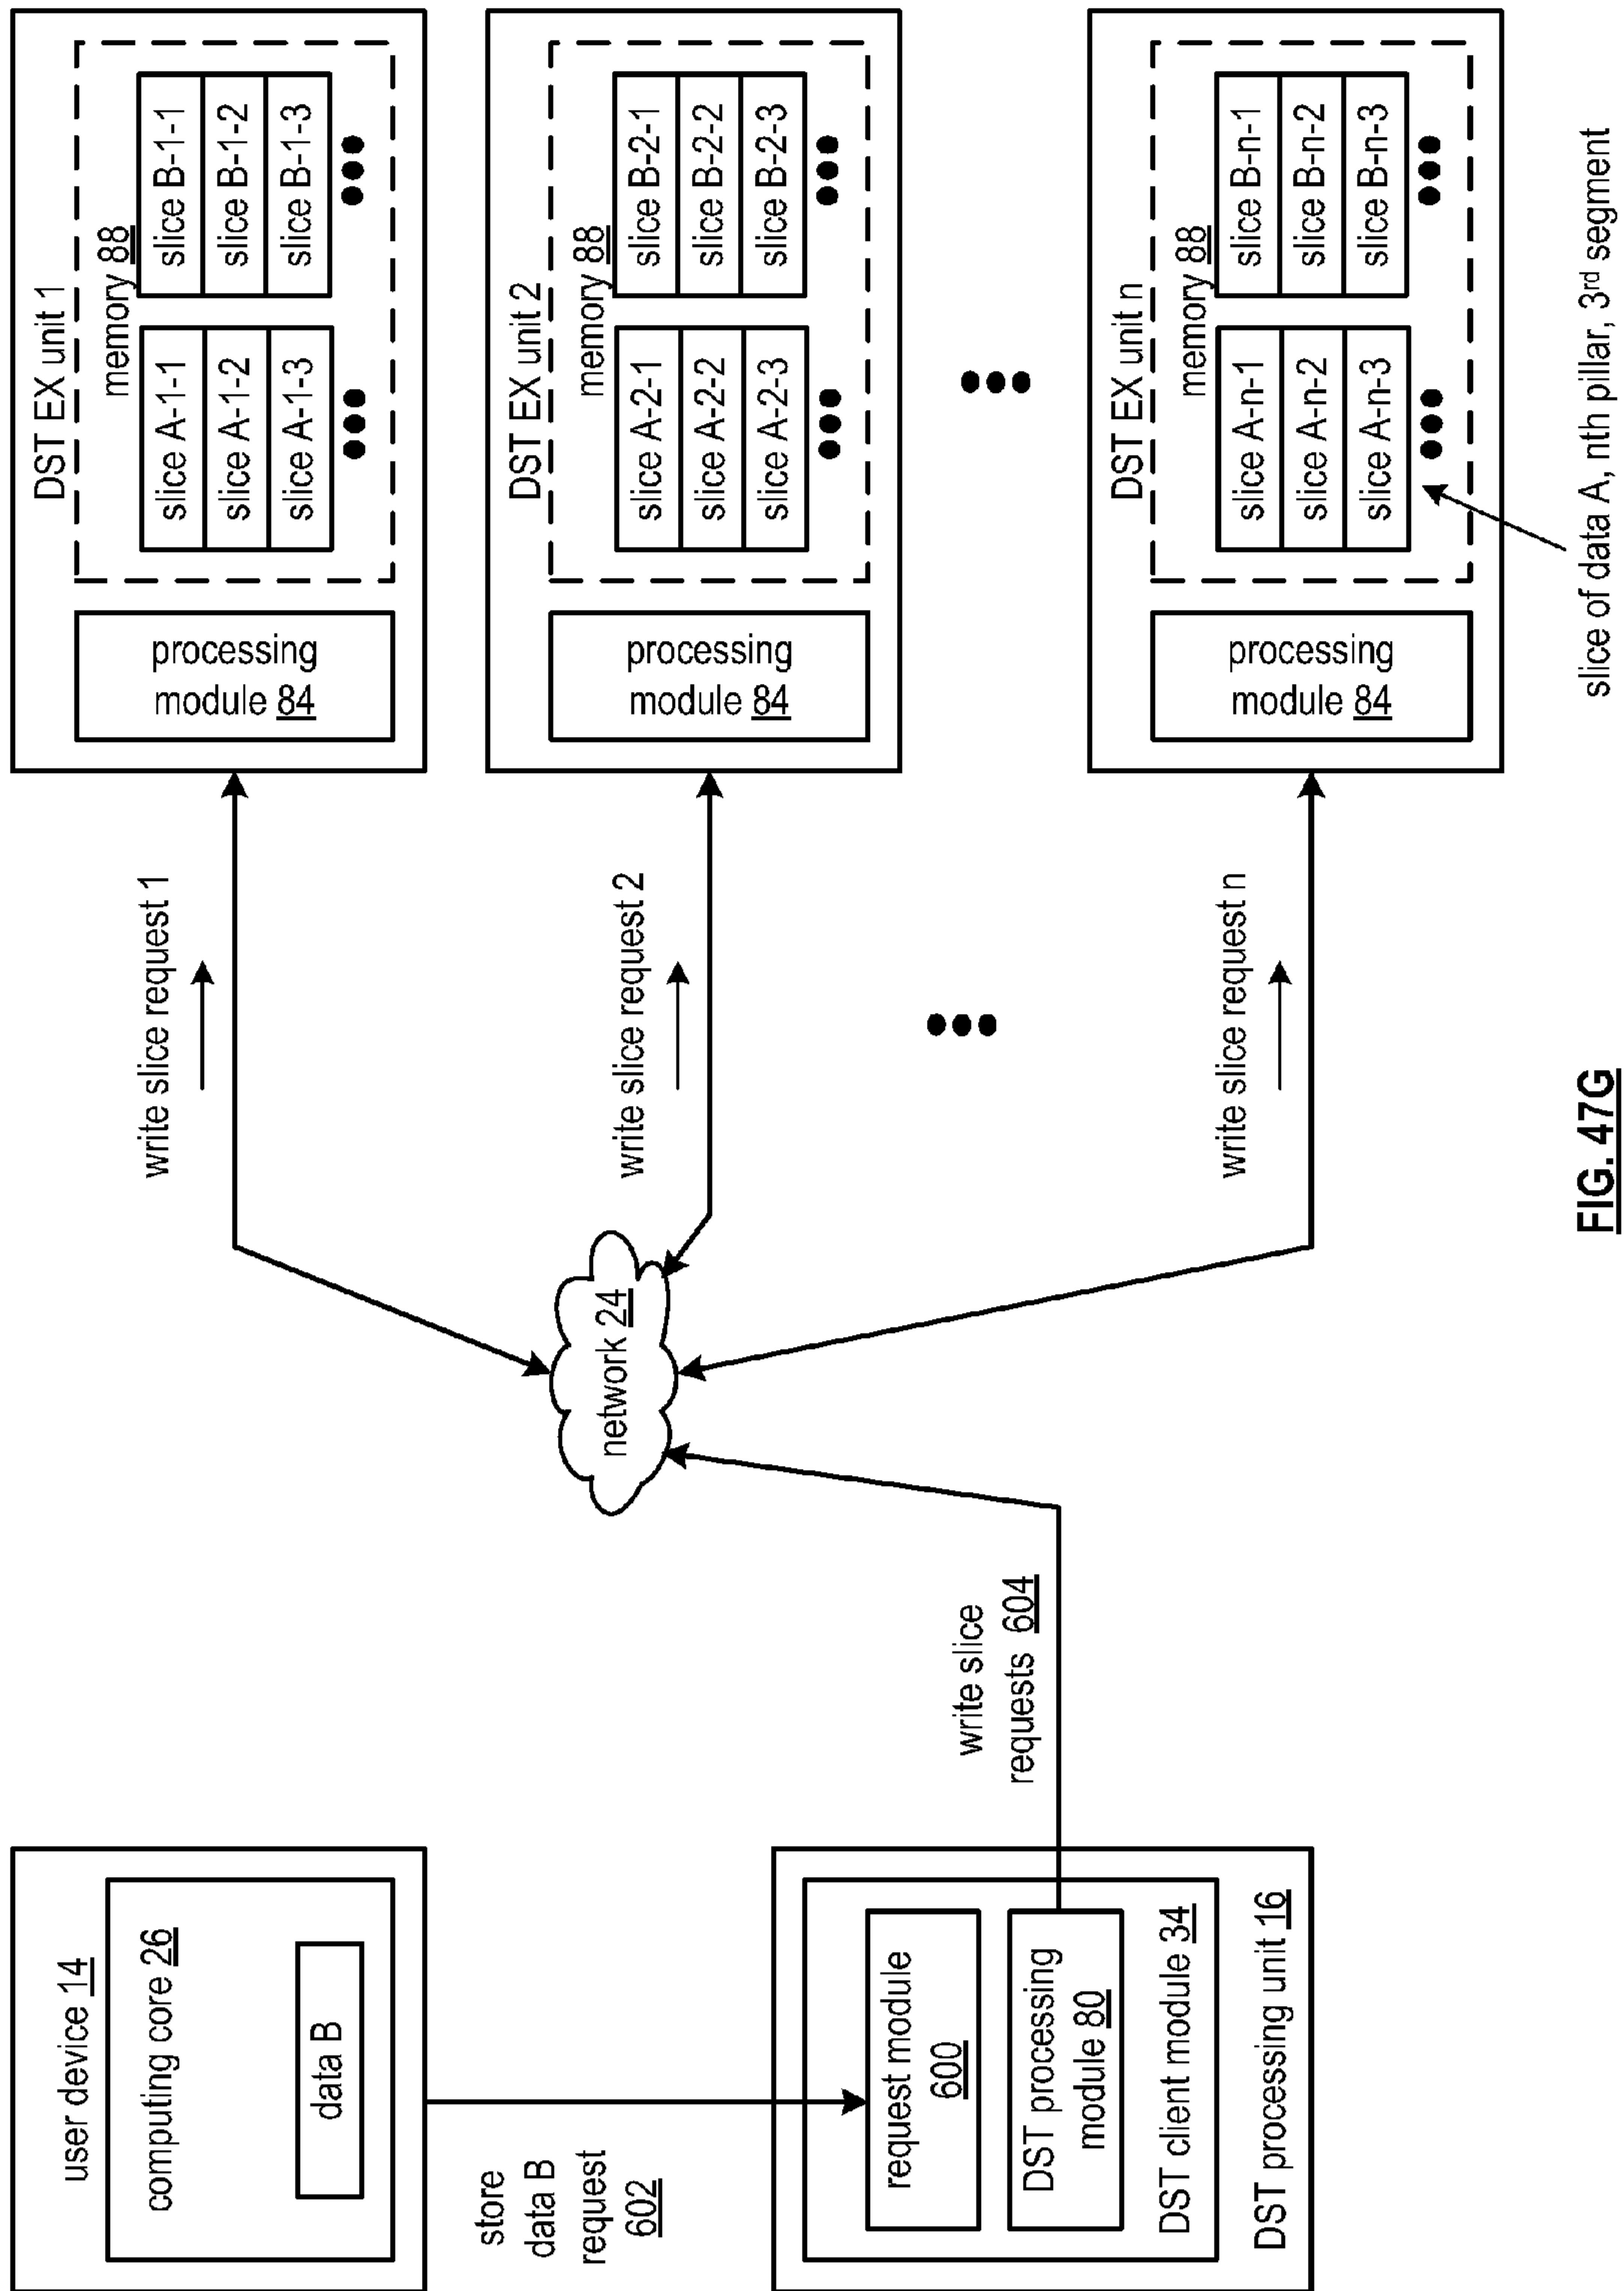 user device 14
computing core 26
data B
store
data B
request
602
request module
600
DST processing
module 80
DST client module 34
DST processing unit 16
write slice
requests 604
network 24
write slice request 1
write slice request 2
write slice request n
DST EX unit 1
processing
module 84
memory 88
slice A-1-1
slice A-1-2
slice A-1-3
slice B-1-1
slice B-1-2
slice B-1-3
DST EX unit 2
processing
module 84
memory 88
slice A-2-1
slice A-2-2
slice A-2-3
slice B-2-1
slice B-2-2
slice B-2-3
DST EX unit n
processing
module 84
memory 88
slice A-n-1
slice A-n-2
slice A-n-3
slice B-n-1
slice B-n-2
slice B-n-3
slice of data A, nth pillar, 3rd segment
FIG. 47G